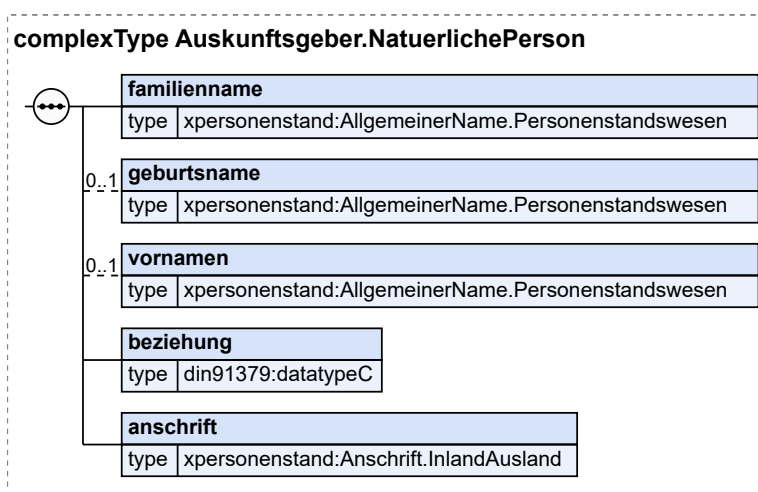 complexType Auskunftsgeber.NatuerlichePerson
familienname
type xpersonenstand:AllgemeinerName.Personenstandswesen
0..1 geburtsname
type xpersonenstand:AllgemeinerName.Personenstandswesen
0..1 vornamen
type xpersonenstand:AllgemeinerName.Personenstandswesen
beziehung
type din91379:datatypeC
anschrift
type xpersonenstand:Anschrift.InlandAusland